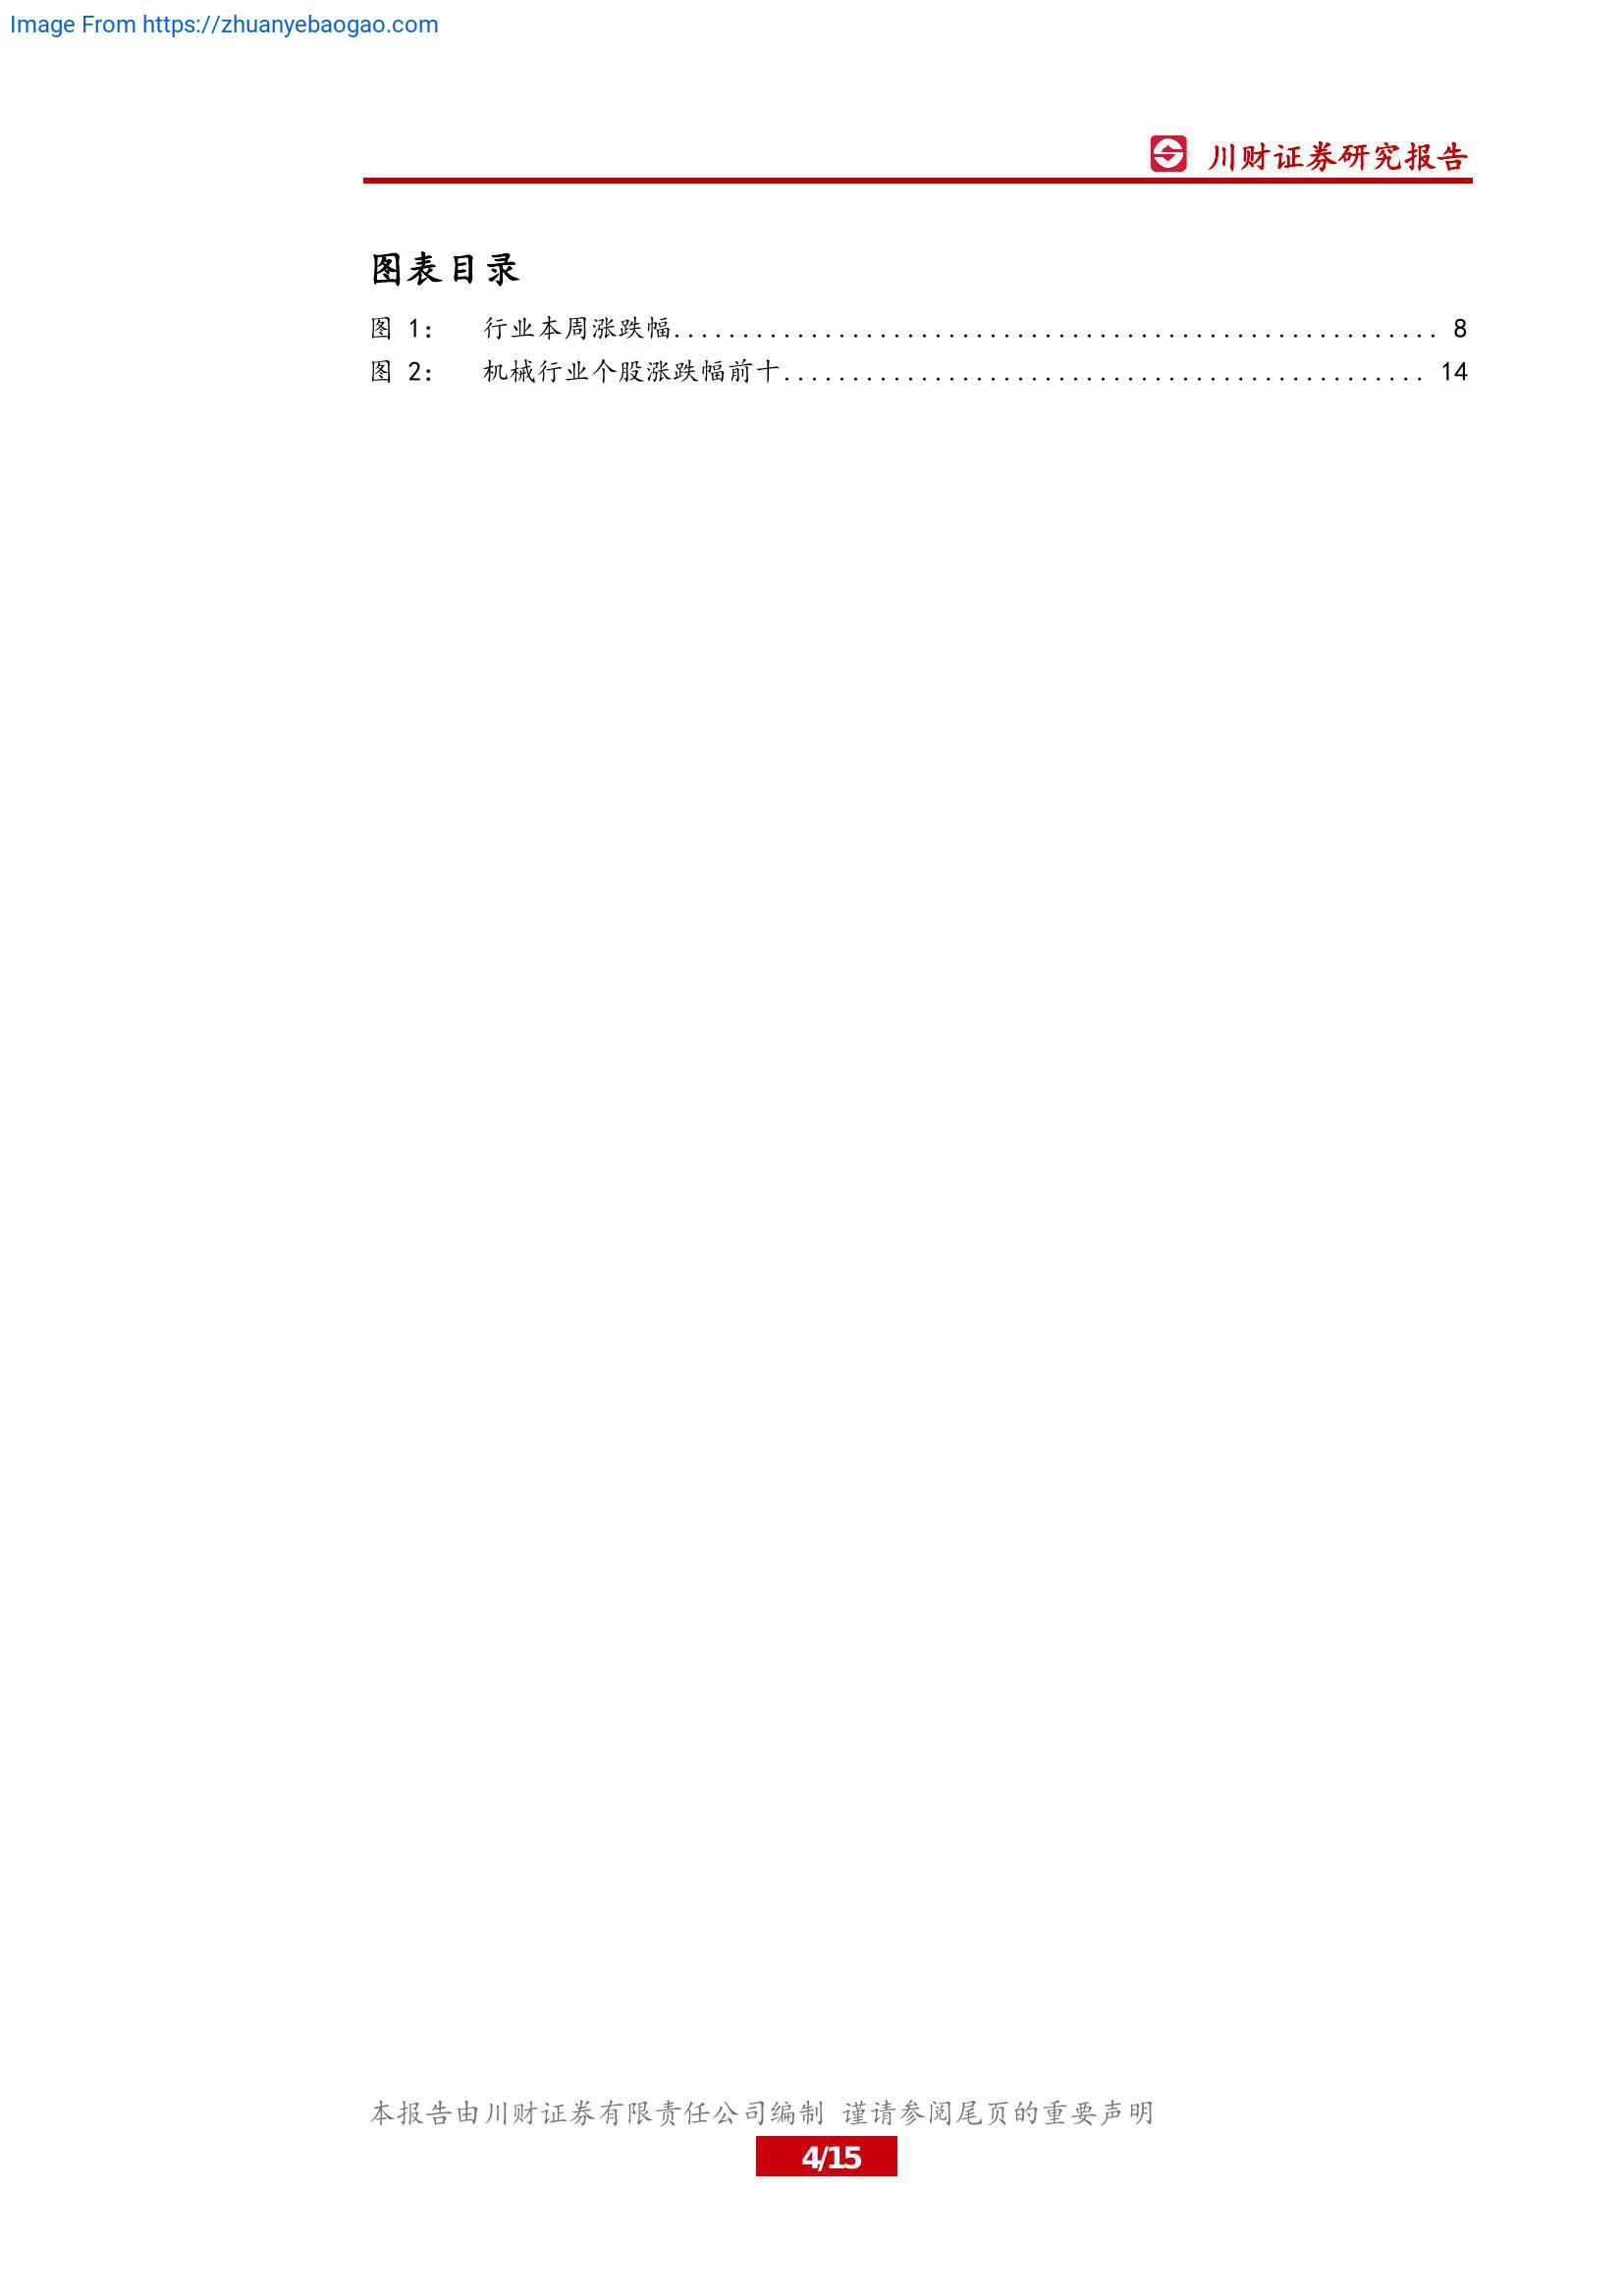 Image From https://zhuanyebaogao.com
川财证券研究报告
图表目录
图 1： 行业本周涨跌幅........................................................ 8
图 2： 机械行业个股涨跌幅前十............................................... 14
本报告由川财证券有限责任公司编制 谨请参阅尾页的重要声明
4/15